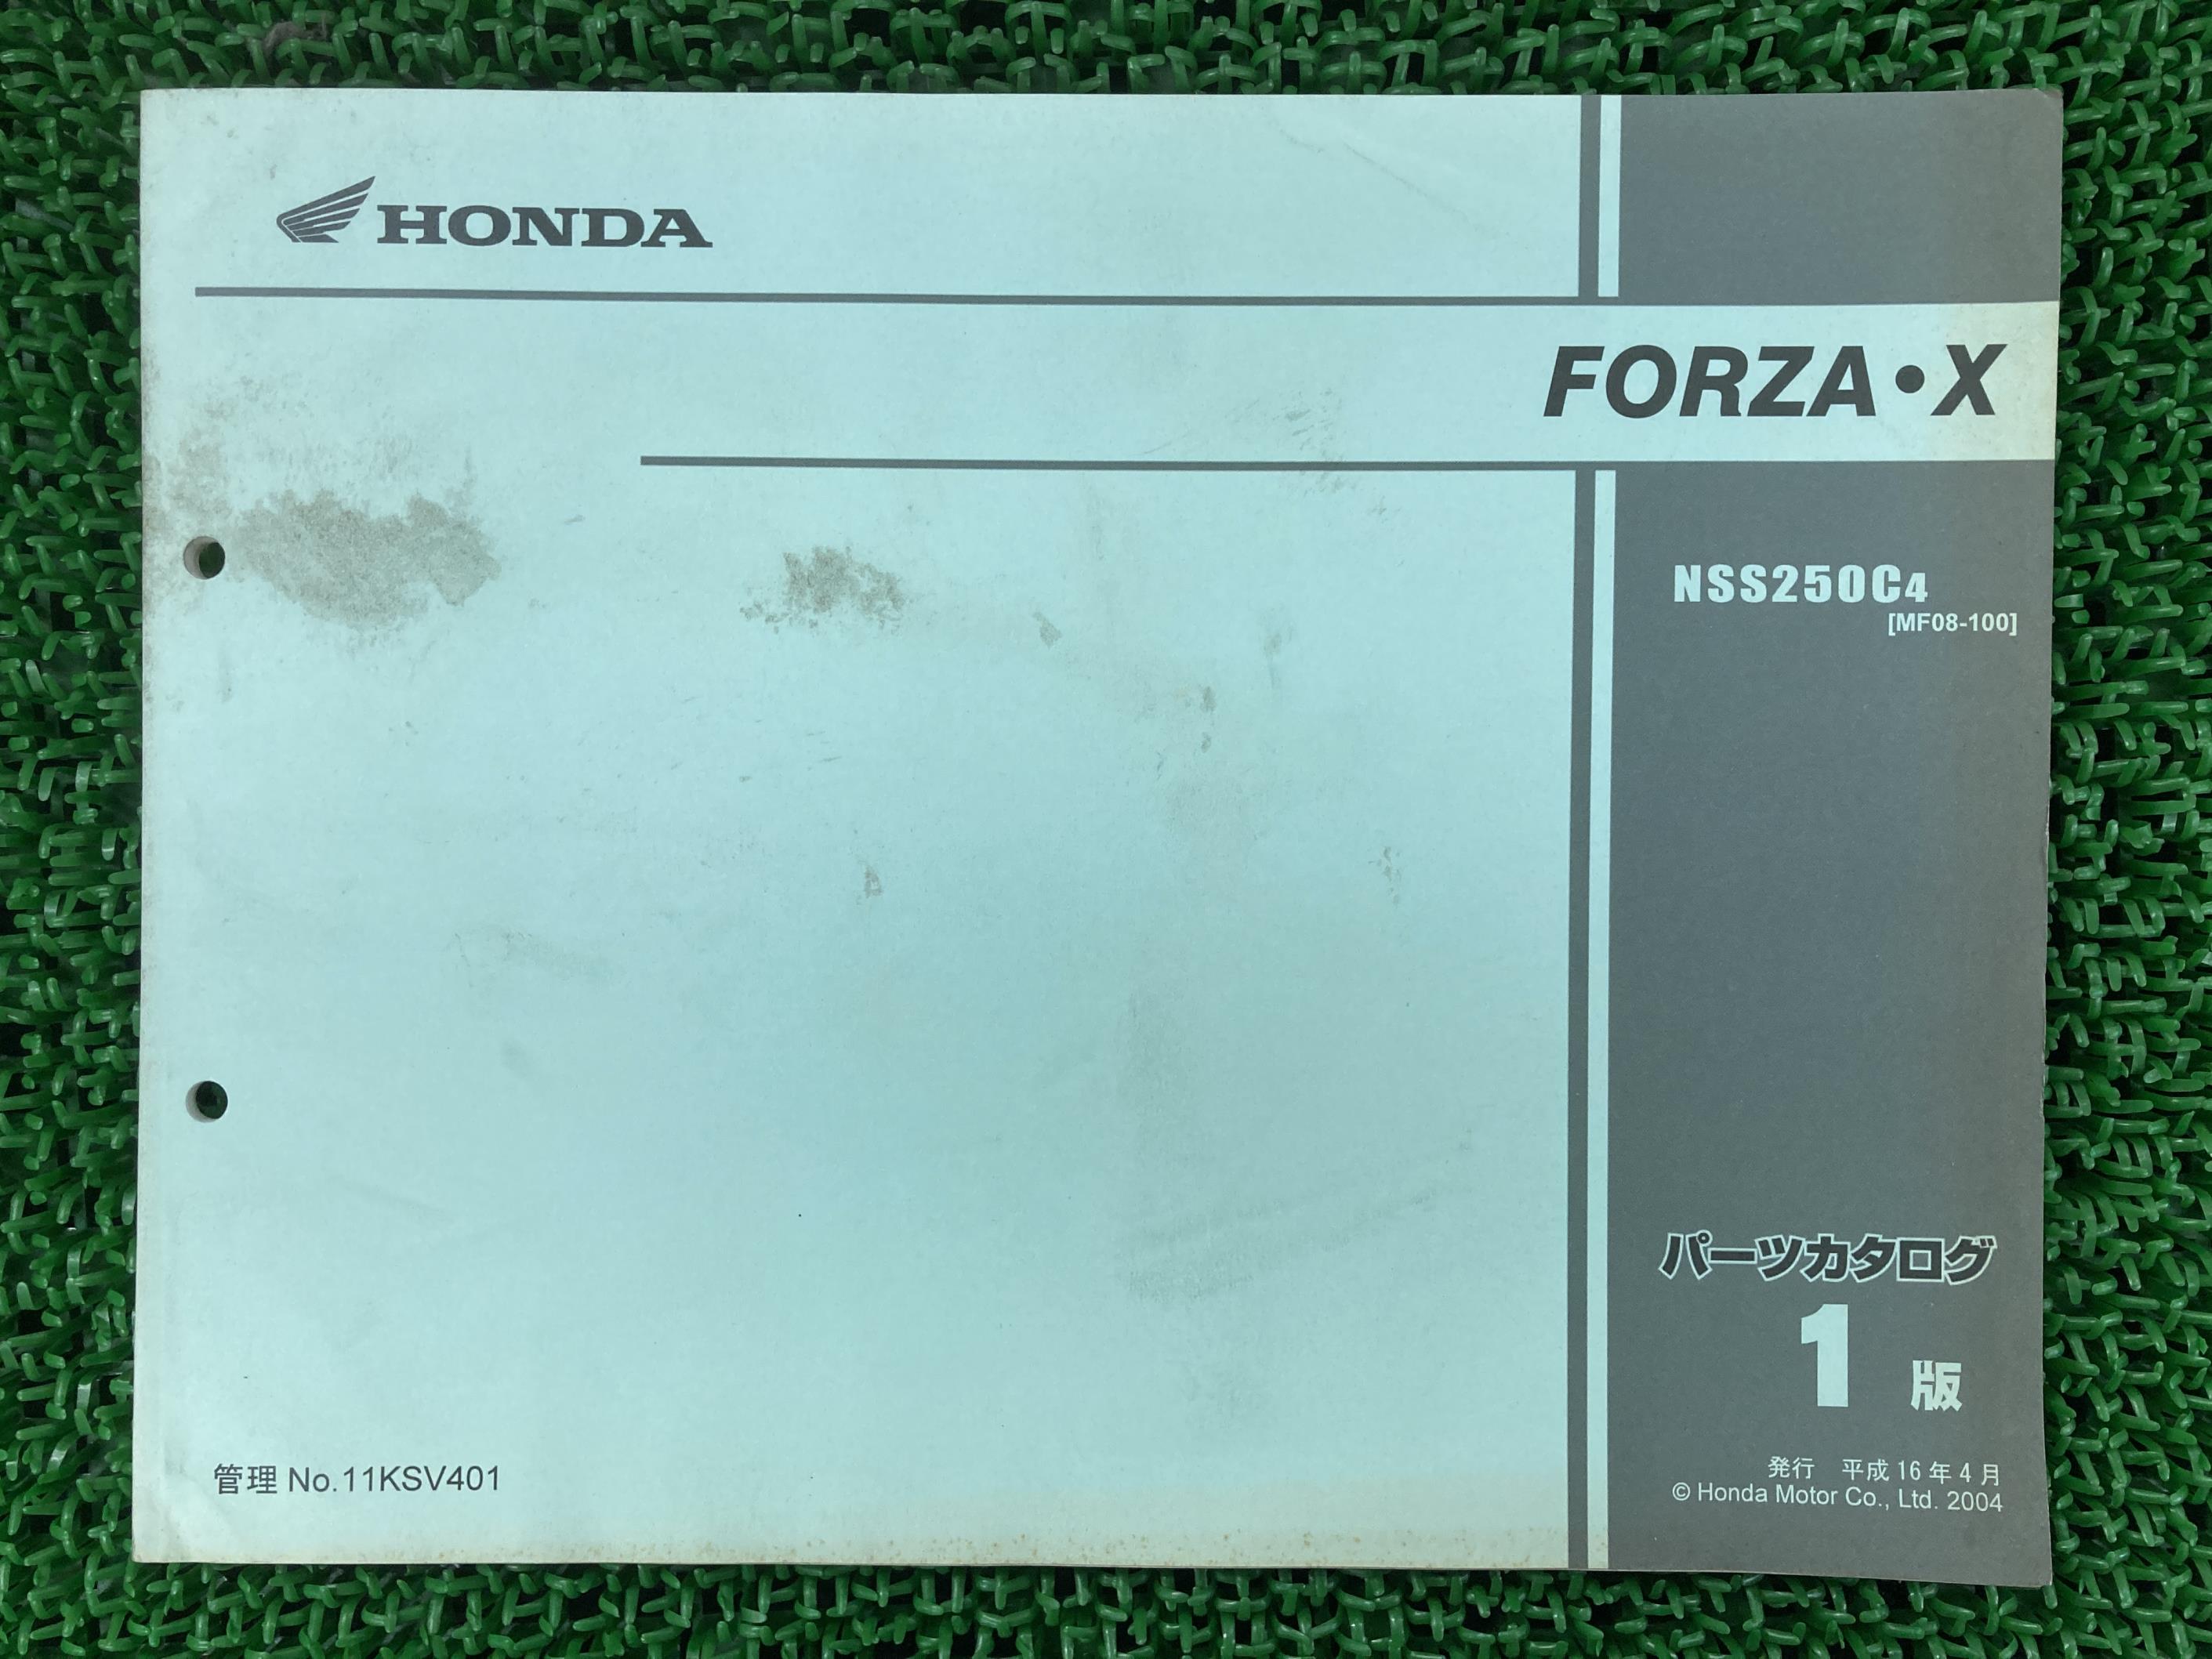 HONDA
FORZA・X
NSS250C4
[MF08-100]
パーツカタログ
1 版
発行 平成16年4月
© Honda Motor Co., Ltd. 2004
管理 No.11KSV401